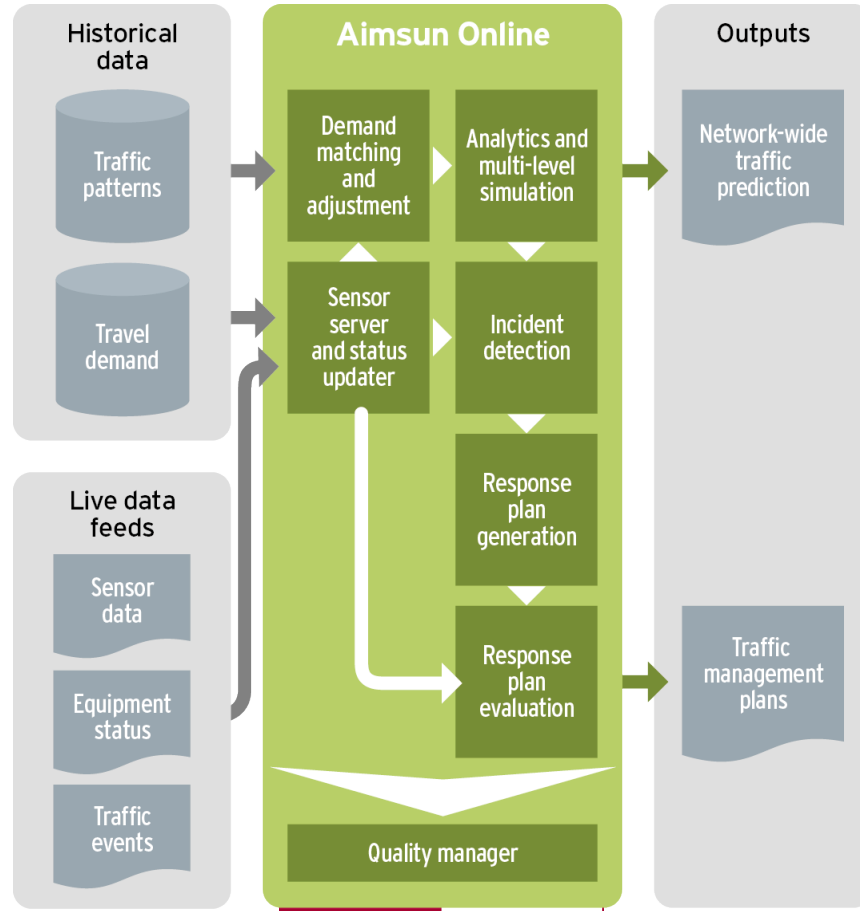 Historical
data
Traffic
patterns
Travel
demand
Live data
feeds
Sensor
data
Equipment
status
Traffic
events
Aimsun Online
Demand
matching
and
adjustment
Analytics and
multi-level
simulation
Sensor
server
and status
updater
Incident
detection
Response
plan
generation
Response
plan
evaluation
Quality manager
Outputs
Network-wide
traffic
prediction
Traffic
management
plans